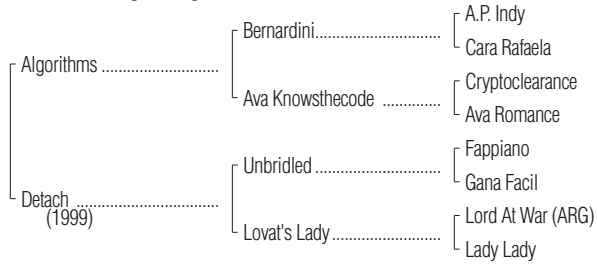 A.P. Indy
Bernardini
Cara Rafaela
Algorithms
Cryptoclearance
Ava Knowsthecode
Ava Romance
Fappiano
Unbridled
Gana Facil
Detach
(1999)
Lord At War (ARG)
Lovat's Lady
Lady Lady